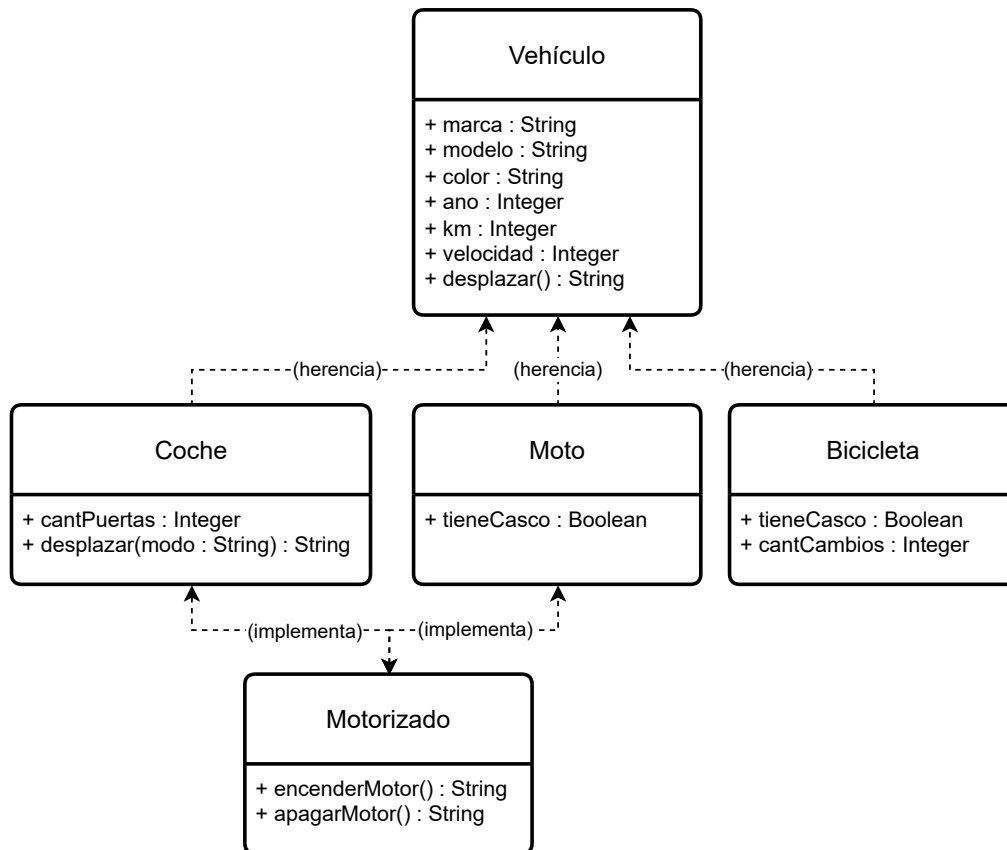 Vehículo
+ marca : String
+ modelo : String
+ color : String
+ ano : Integer
+ km : Integer
+ velocidad : Integer
+ desplazar() : String
(herencia)
(herencia)
(herencia)
Coche
+ cantPuertas : Integer
+ desplazar(modo : String) : String
Moto
+ tieneCasco : Boolean
Bicicleta
+ tieneCasco : Boolean
+ cantCambios : Integer
(implementa)
(implementa)
Motorizado
+ encenderMotor() : String
+ apagarMotor() : String